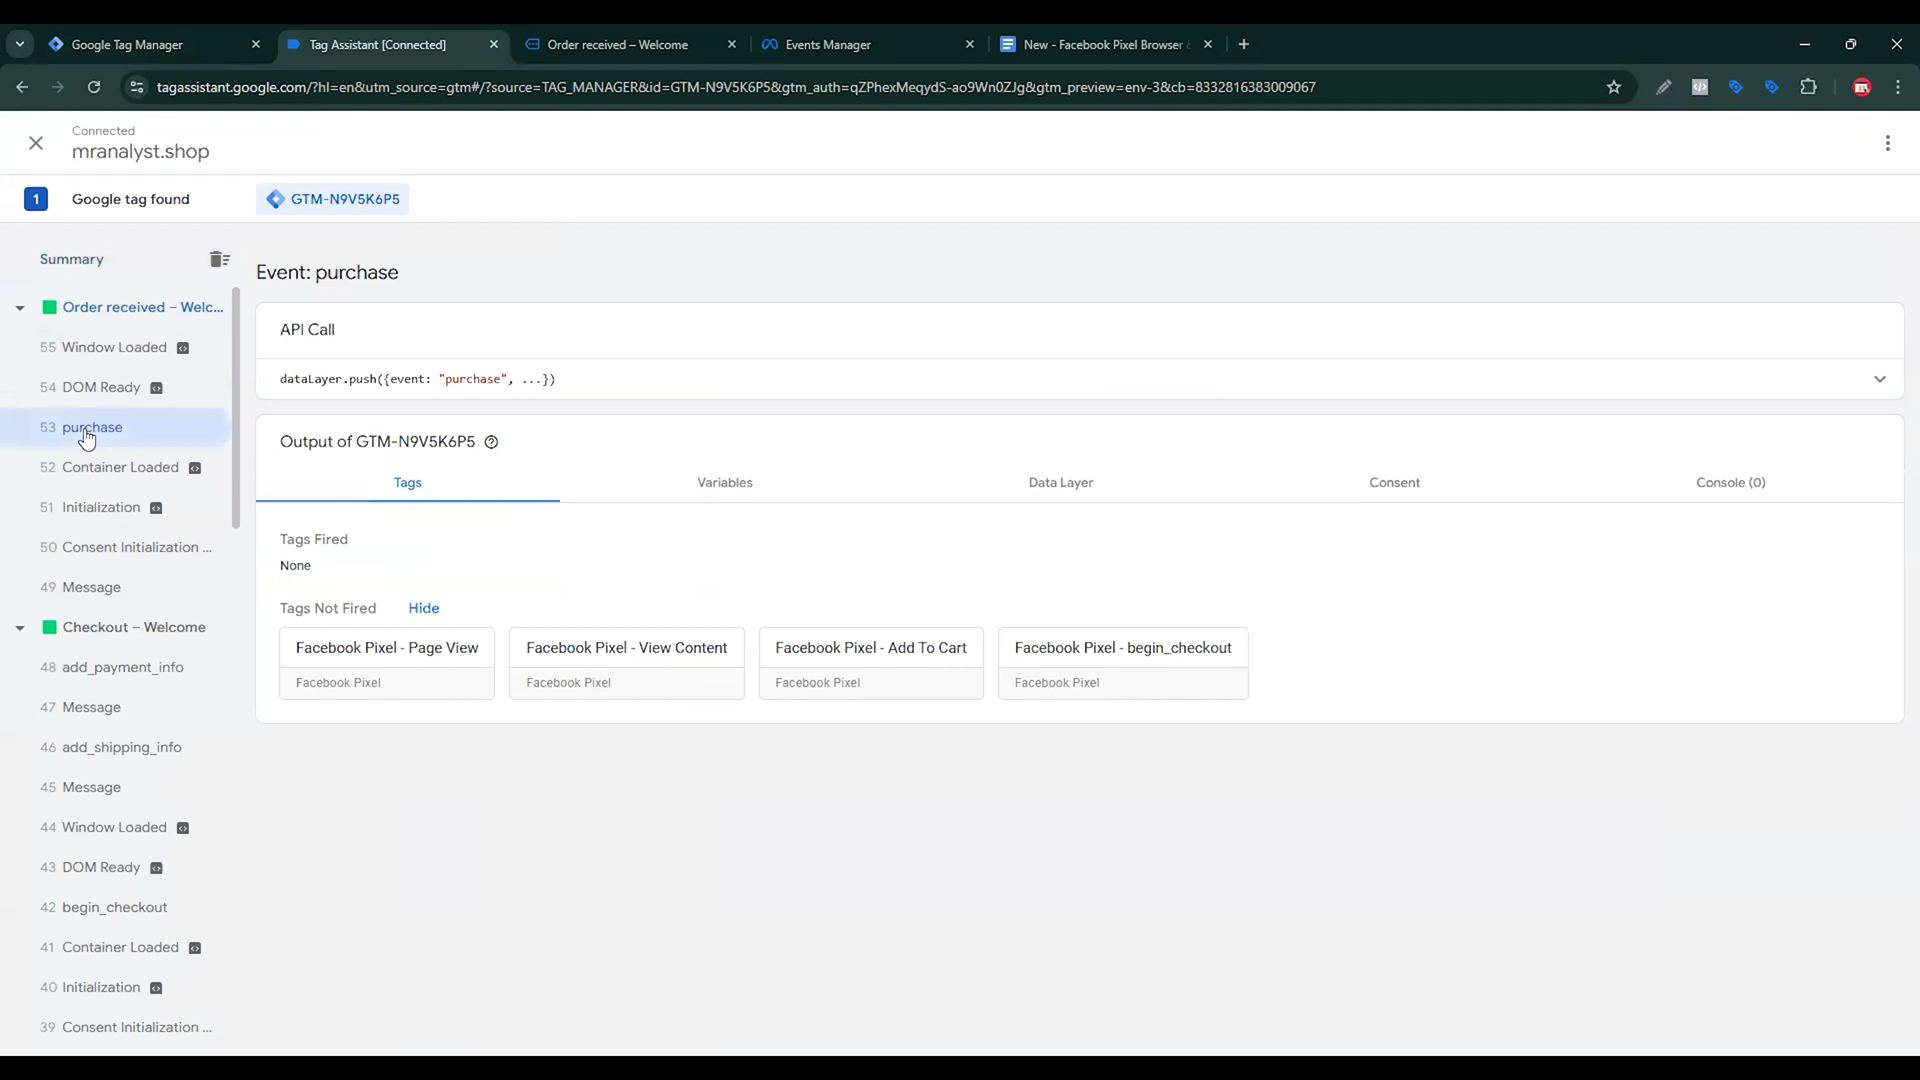 Google Tag Manager
Tag Assistant [Connected]
Order received – Welcome
Events Manager
New - Facebook Pixel Browser
tagassistant.google.com/?hl=en&utm_source=gtm#/?source=TAG_MANAGER&id=GTM-N9V5K6P5&gtm_auth=qZPhexMeqydS-ao9Wn0ZJg&gtm_preview=env-3&cb=8332816383009067
Connected
mranalyst.shop
1 Google tag found GTM-N9V5K6P5
Summary
Order received – Welc...
55 Window Loaded
54 DOM Ready
53 purchase
52 Container Loaded
51 Initialization
50 Consent Initialization ...
49 Message
Checkout – Welcome
48 add_payment_info
47 Message
46 add_shipping_info
45 Message
44 Window Loaded
43 DOM Ready
42 begin_checkout
41 Container Loaded
40 Initialization
39 Consent Initialization ...
Event: purchase
API Call
dataLayer.push({event: "purchase", ...})
Output of GTM-N9V5K6P5
Tags Variables Data Layer Consent Console (0)
Tags Fired
None
Tags Not Fired Hide
Facebook Pixel - Page View
Facebook Pixel
Facebook Pixel - View Content
Facebook Pixel
Facebook Pixel - Add To Cart
Facebook Pixel
Facebook Pixel - begin_checkout
Facebook Pixel